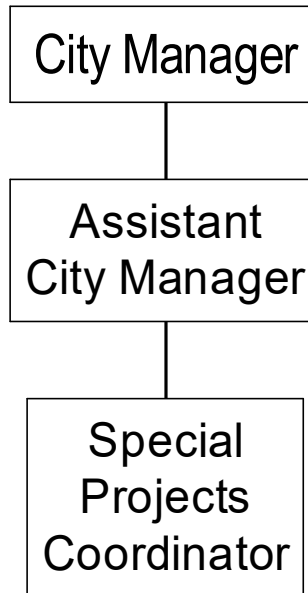 City Manager
Assistant
City Manager
Special
Projects
Coordinator